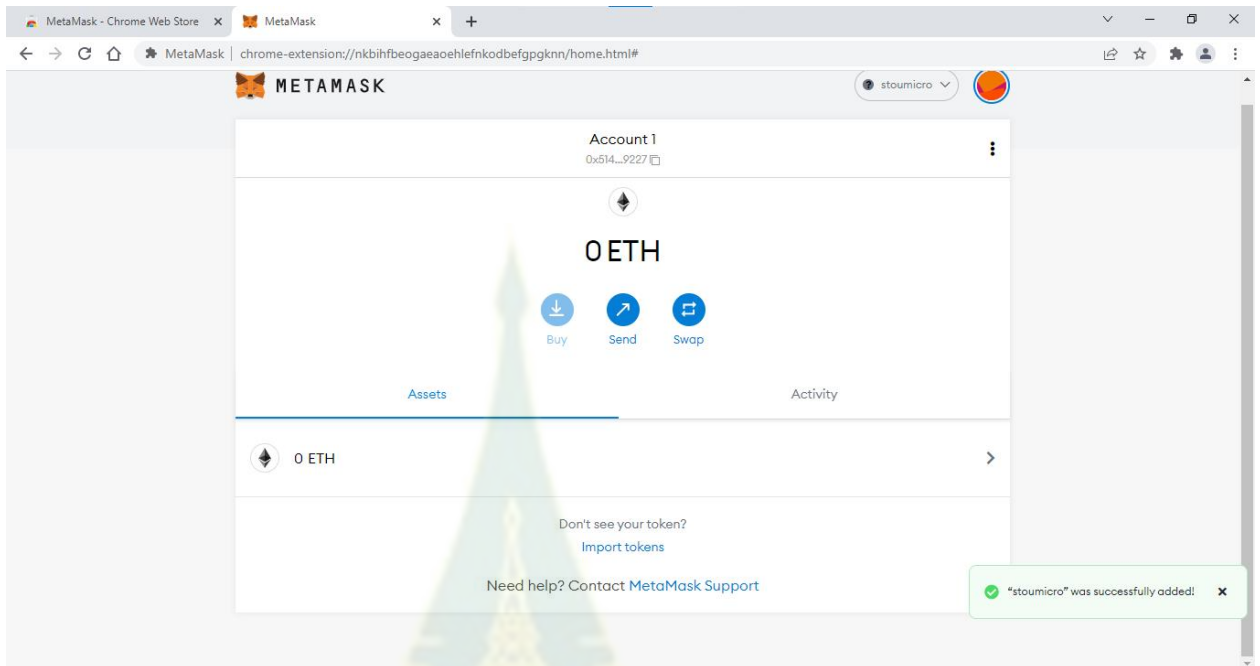 MetaMask - Chrome Web Store
MetaMask
MetaMask
chrome-extension://nkbihfbeogaeaoehlefnkodbefgpgknn/home.html#
METAMASK
stoumicro
Account 1
0x514...9227
0 ETH
Buy
Send
Swap
Assets
Activity
0 ETH
Don't see your token?
Import tokens
Need help? Contact MetaMask Support
"stoumicro" was successfully added!